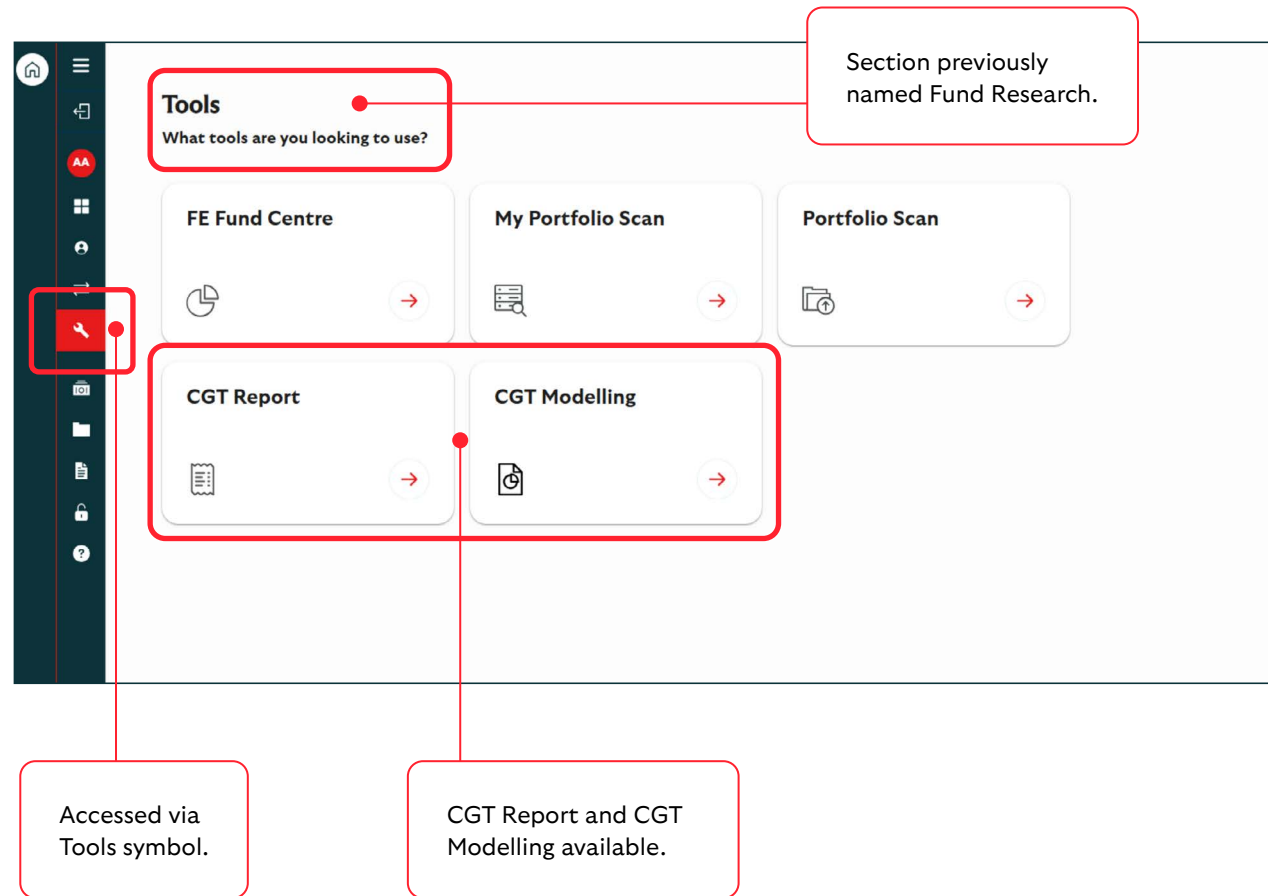 Section previously
named Fund Research.
Tools
What tools are you looking to use?
AA
FE Fund Centre
My Portfolio Scan
Portfolio Scan
CGT Report
CGT Modelling
Accessed via
Tools symbol.
CGT Report and CGT
Modelling available.